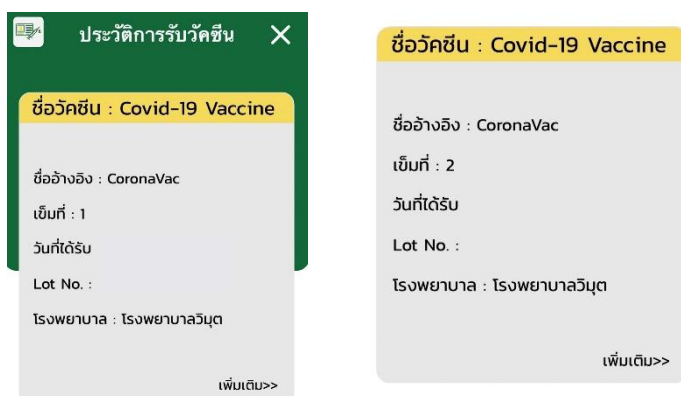 ประวัติการรับวัคซีน
ชื่อวัคซีน : Covid-19 Vaccine
ชื่ออ้างอิง : CoronaVac
เข็มที่ : 1
วันที่ได้รับ
Lot No. :
โรงพยาบาล : โรงพยาบาลวิมุต
เพิ่มเติม>>
ชื่อวัคซีน : Covid-19 Vaccine
ชื่ออ้างอิง : CoronaVac
เข็มที่ : 2
วันที่ได้รับ
Lot No. :
โรงพยาบาล : โรงพยาบาลวิมุต
เพิ่มเติม>>